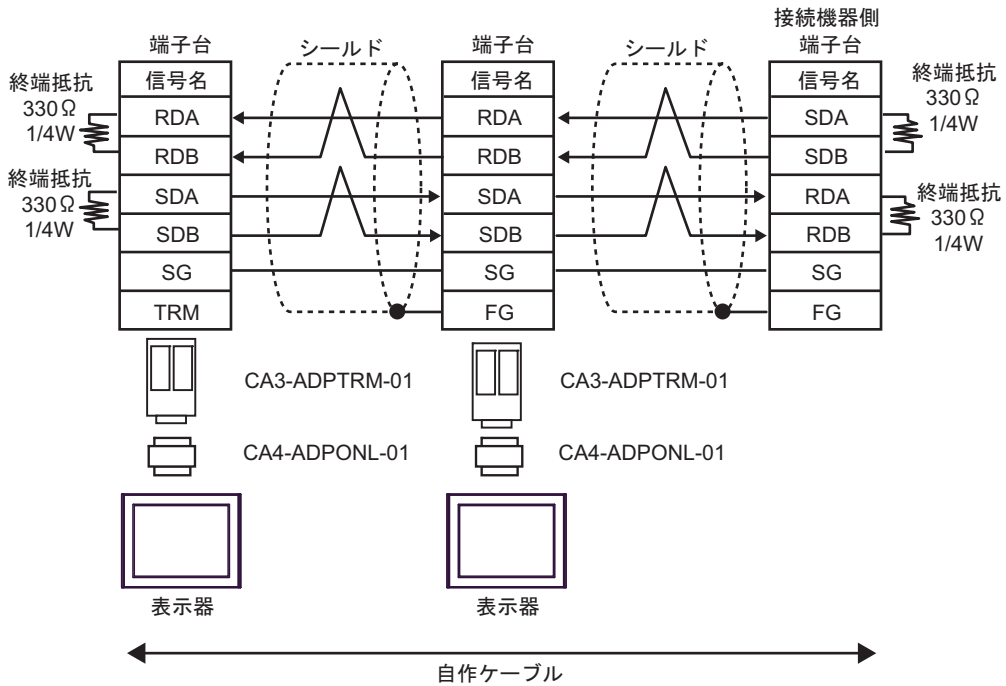 接続機器側
端子台
シールド
端子台
シールド
端子台
終端抵抗
330Ω
1/4W
終端抵抗
330Ω
1/4W
信号名
RDA
RDB
SDA
SDB
SG
TRM
信号名
RDA
RDB
SDA
SDB
SG
FG
信号名
SDA
SDB
RDA
RDB
SG
FG
終端抵抗
330Ω
1/4W
終端抵抗
330Ω
1/4W
CA3-ADPTRM-01
CA3-ADPTRM-01
CA4-ADPONL-01
CA4-ADPONL-01
表示器
表示器
自作ケーブル